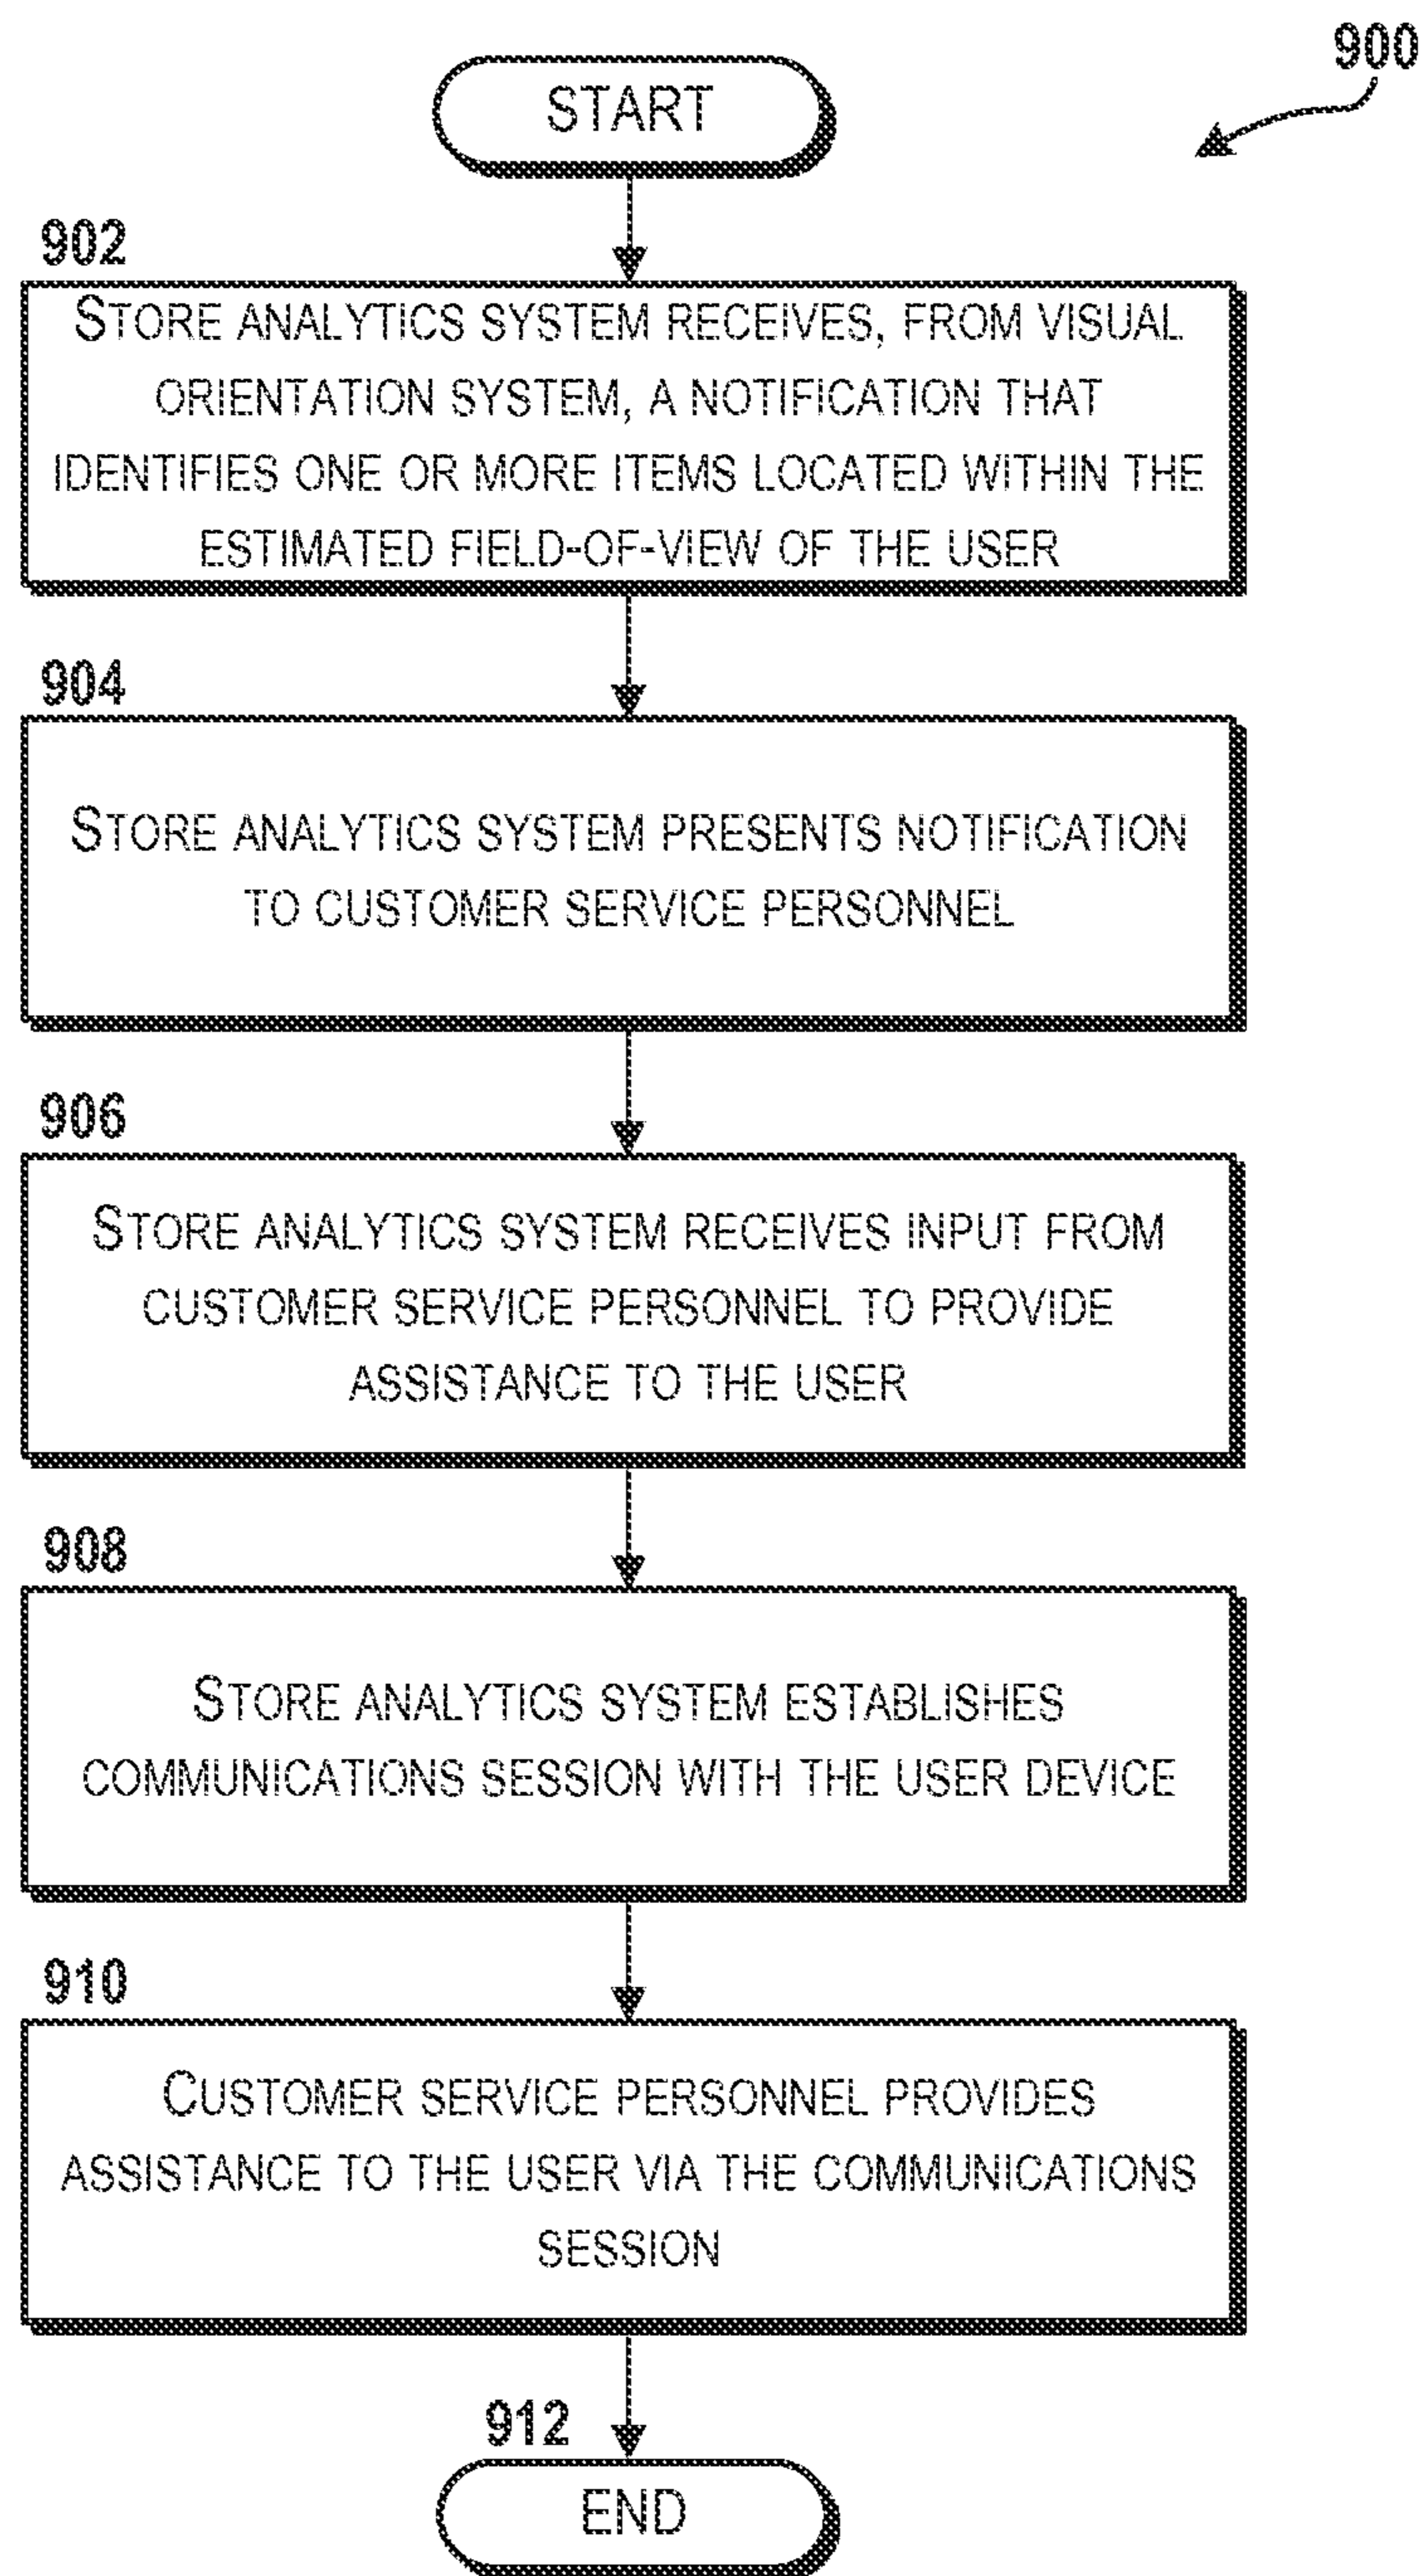 900
START
902
STORE ANALYTICS SYSTEM RECEIVES, FROM VISUAL
ORIENTATION SYSTEM, A NOTIFICATION THAT
IDENTIFIES ONE OR MORE ITEMS LOCATED WITHIN THE
ESTIMATED FIELD-OF-VIEW OF THE USER
904
STORE ANALYTICS SYSTEM PRESENTS NOTIFICATION
TO CUSTOMER SERVICE PERSONNEL
906
STORE ANALYTICS SYSTEM RECEIVES INPUT FROM
CUSTOMER SERVICE PERSONNEL TO PROVIDE
ASSISTANCE TO THE USER
908
STORE ANALYTICS SYSTEM ESTABLISHES
COMMUNICATIONS SESSION WITH THE USER DEVICE
910
CUSTOMER SERVICE PERSONNEL PROVIDES
ASSISTANCE TO THE USER VIA THE COMMUNICATIONS
SESSION
912
END